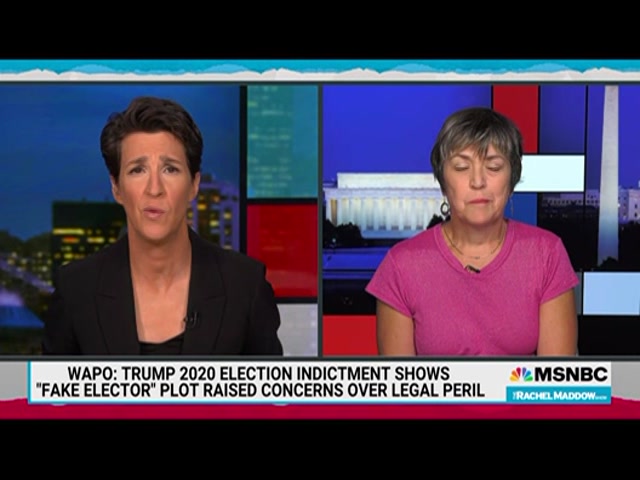 WAPO: TRUMP 2020 ELECTION INDICTMENT SHOWS
"FAKE ELECTOR" PLOT RAISED CONCERNS OVER LEGAL PERIL
MSNBC
THE RACHEL MADDOW SHOW